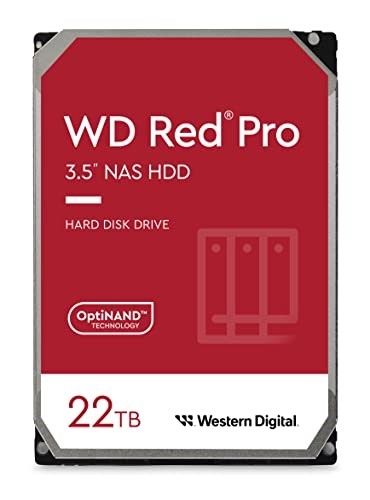 WD Red® Pro
3.5" NAS HDD
HARD DISK DRIVE
OptiNAND™
TECHNOLOGY
22TB
Western Digital.